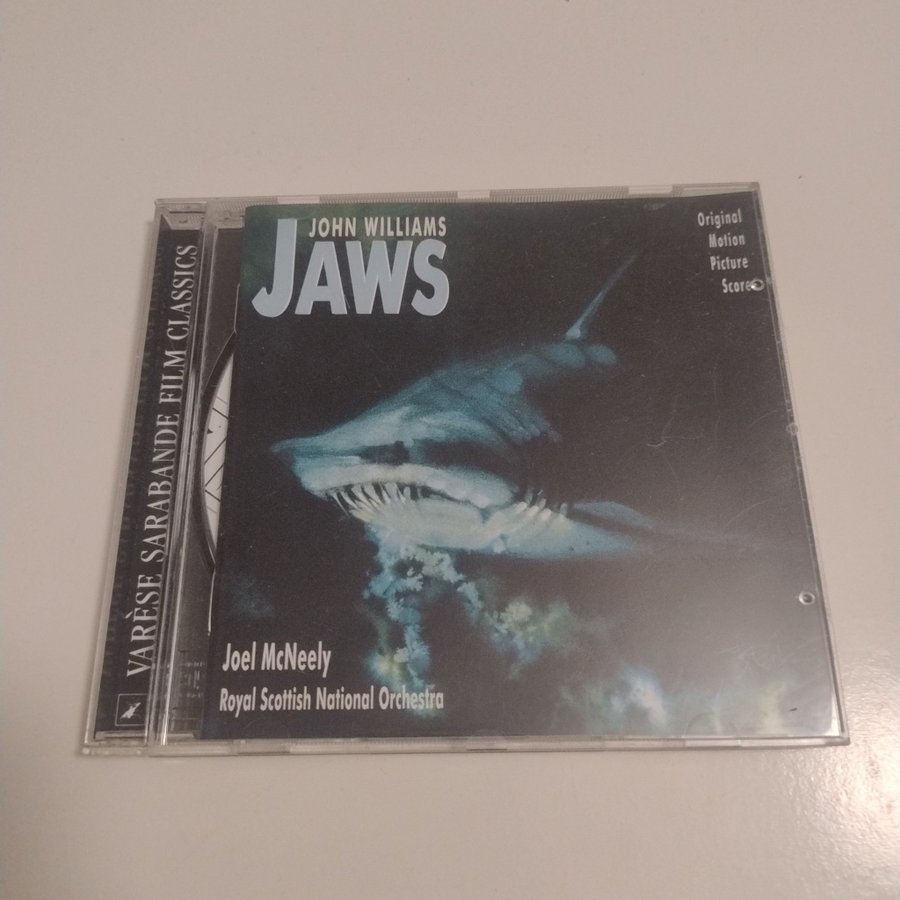 JOHN WILLIAMS
JAWS
Original
Motion
Picture
Score
VARÈSE SARABANDE FILM CLASSICS
Joel McNeely
Royal Scottish National Orchestra